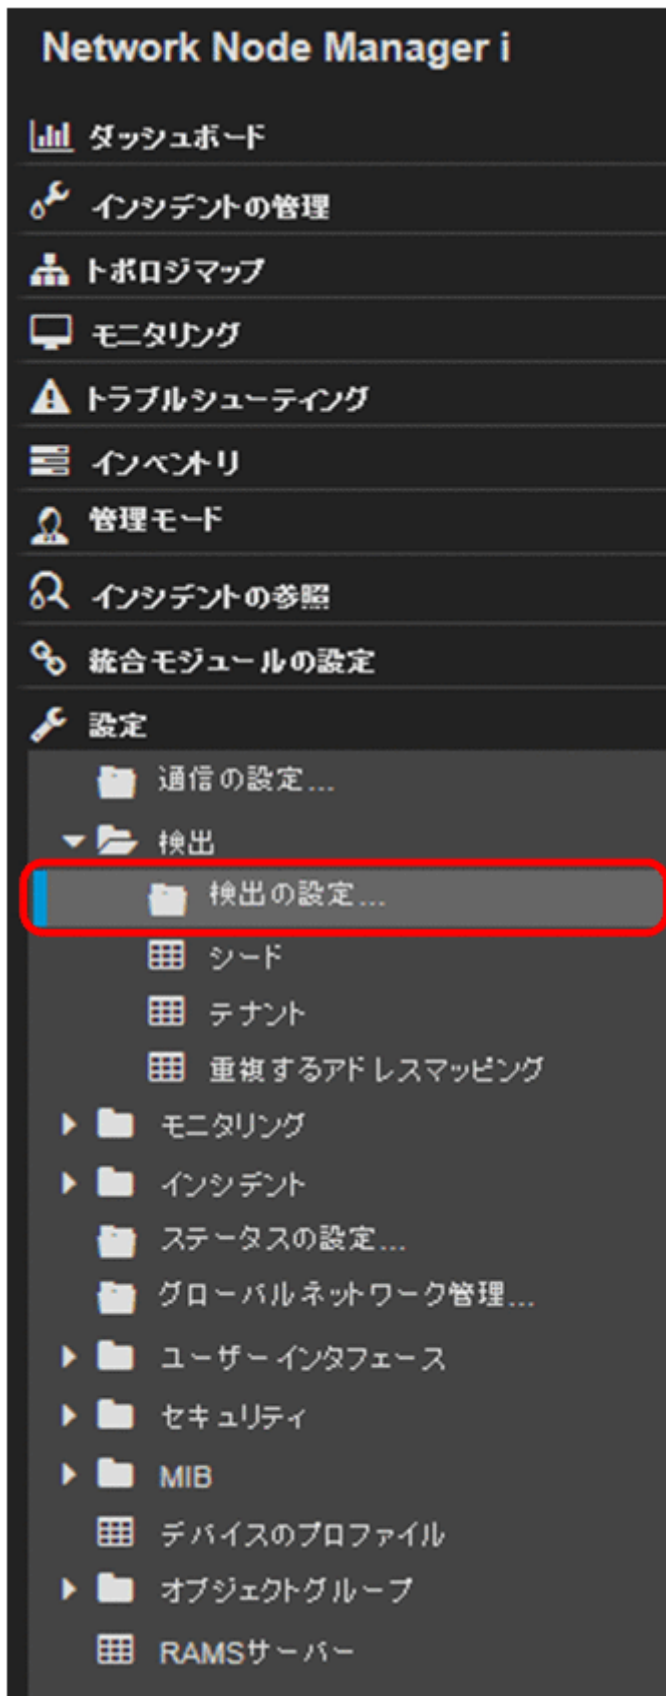 Network Node Manager i
ダッシュボード
インシデントの管理
トポロジマップ
モニタリング
トラブルシューティング
インベントリ
管理モード
インシデントの参照
統合モジュールの設定
設定
通信の設定...
検出
検出の設定...
シード
テナント
重複するアドレスマッピング
モニタリング
インシデント
ステータスの設定...
グローバルネットワーク管理...
ユーザーインタフェース
セキュリティ
MIB
デバイスのプロファイル
オブジェクトグループ
RAMSサーバー